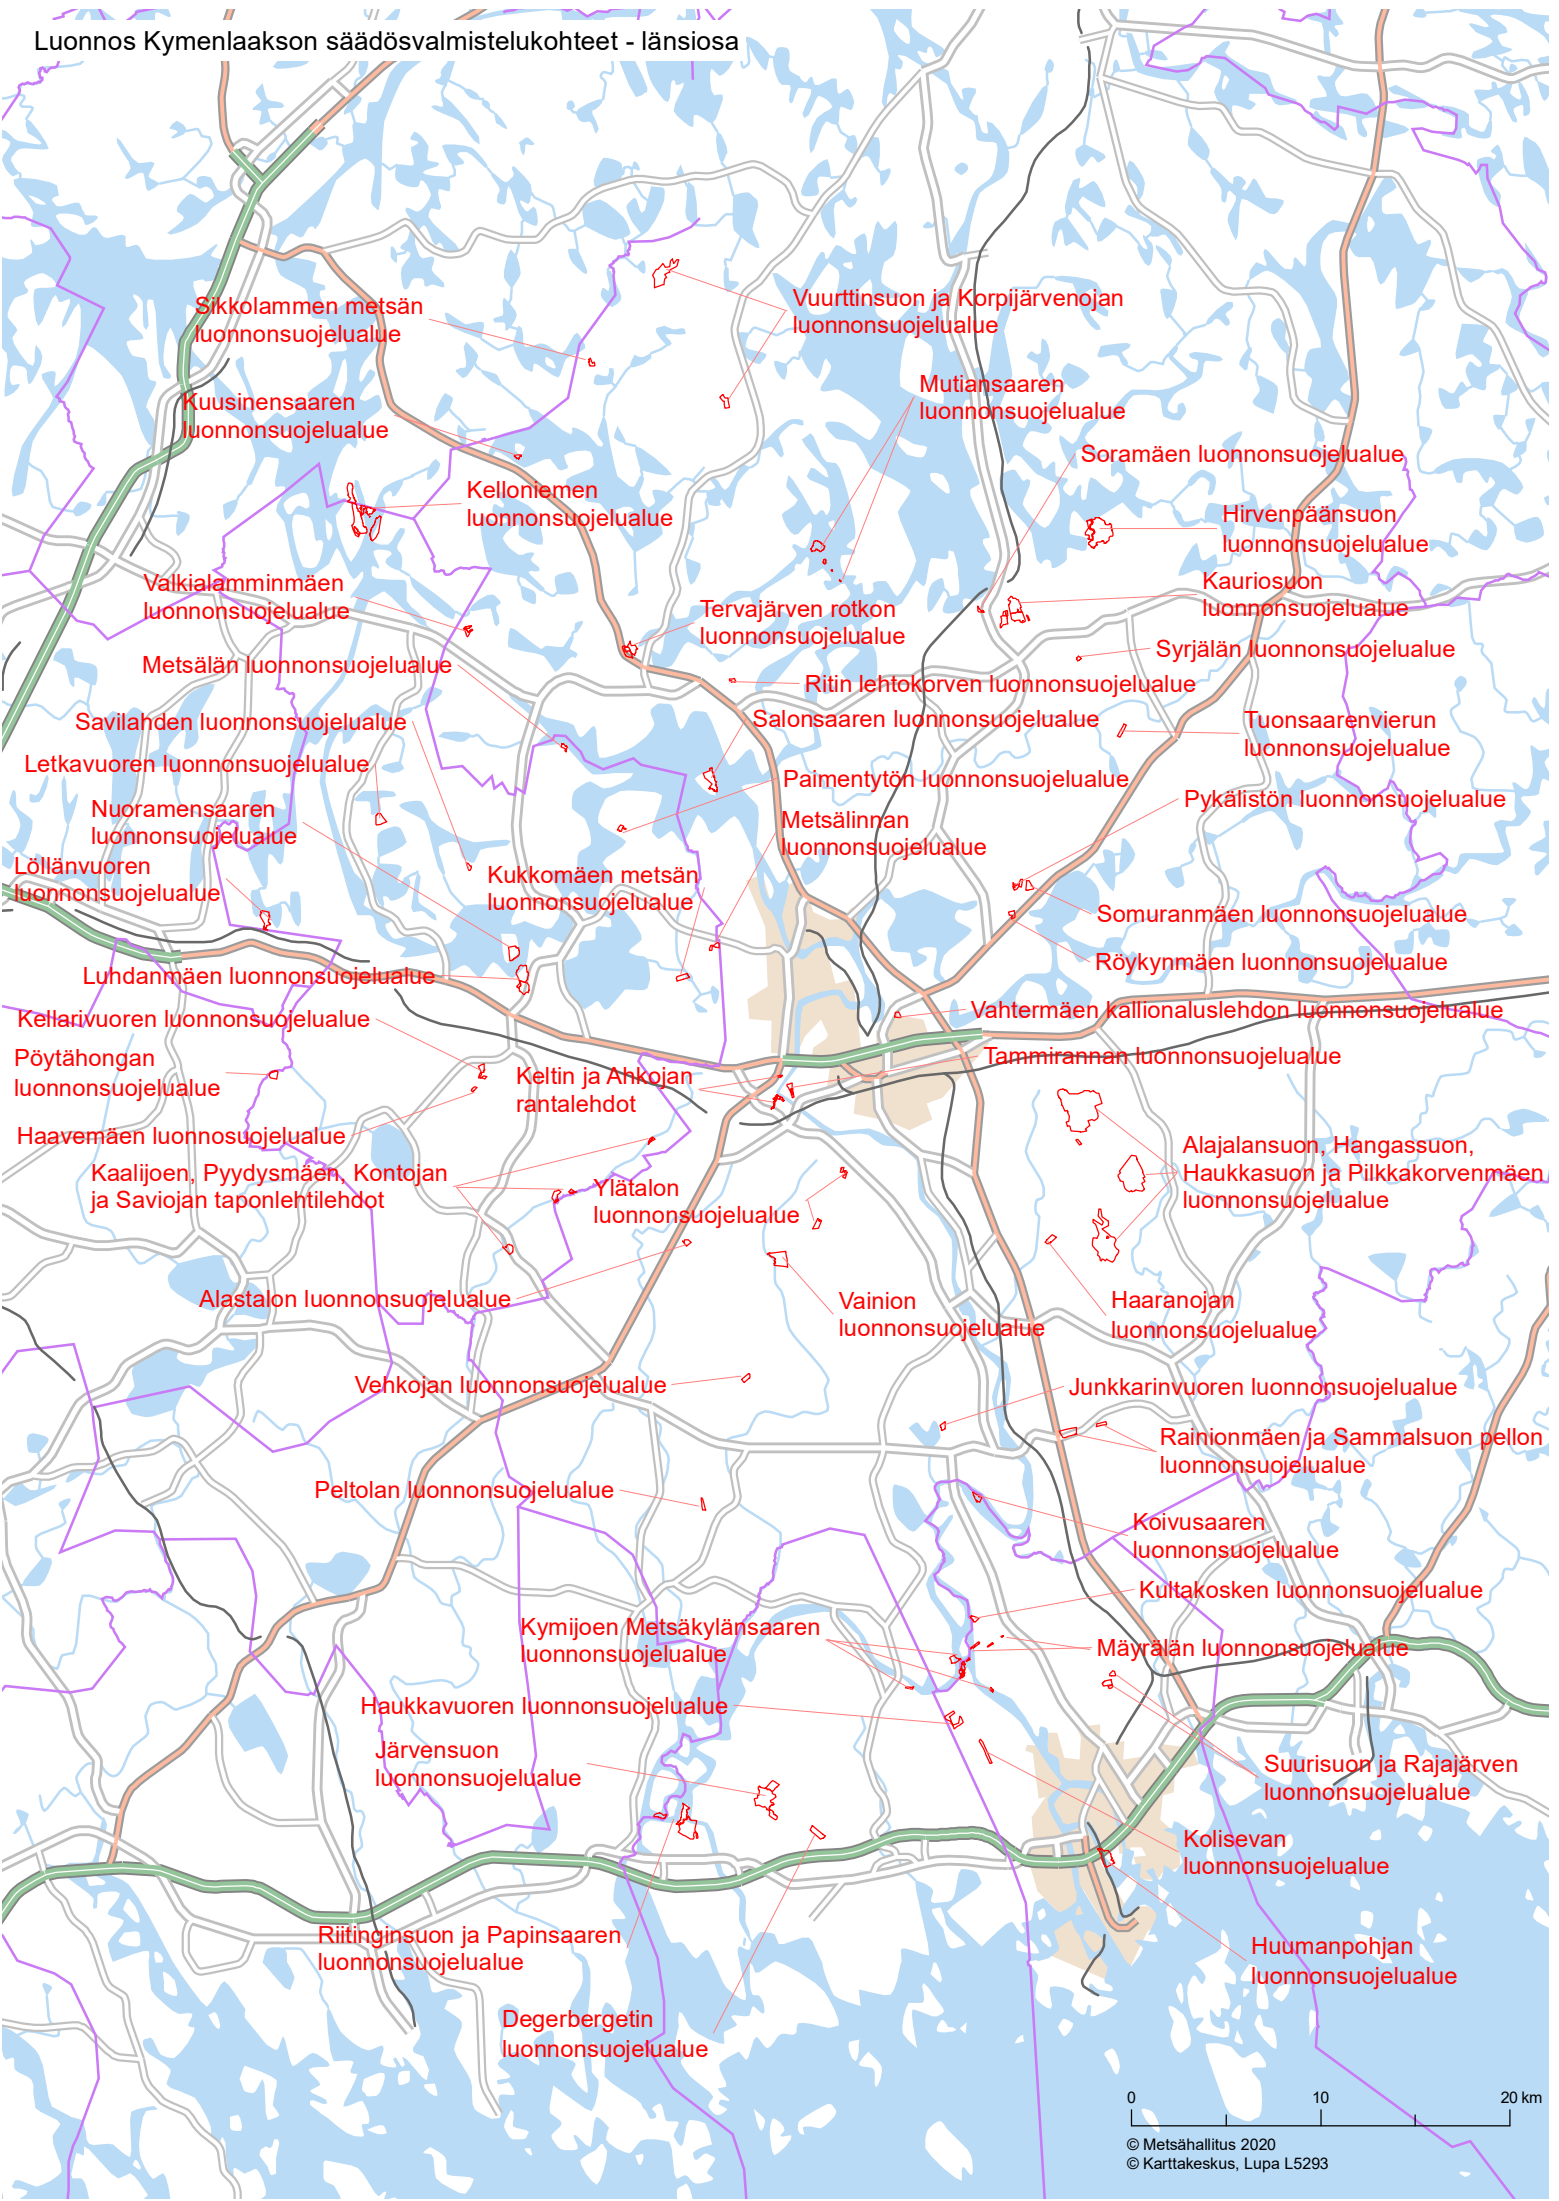 Luonnos Kymenlaakson säädösvalmistelukohteet - länsiosa
Sikkolammen metsän
luonnonsuojelualue
Vuurttinsuon ja Korpijärvenojan
luonnonsuojelualue
Kuusinensaaren
luonnonsuojelualue
Mutiansaaren
luonnonsuojelualue
Soramäen luonnonsuojelualue
Kelloniemen
luonnonsuojelualue
Hirvenpäänsuon
luonnonsuojelualue
Valkialamminmäen
luonnonsuojelualue
Kauriosuon
luonnonsuojelualue
Tervajärven rotkon
luonnonsuojelualue
Metsälän luonnonsuojelualue
Syrjälän luonnonsuojelualue
Ritin lehtokorven luonnonsuojelualue
Savilahden luonnonsuojelualue
Salonsaaren luonnonsuojelualue
Tuonsaarenvierun
luonnonsuojelualue
Letkavuoren luonnonsuojelualue
Paimentytön luonnonsuojelualue
Nuoramensaaren
luonnonsuojelualue
Pykälistön luonnonsuojelualue
Metsälinnan
luonnonsuojelualue
Löllänvuoren
luonnonsuojelualue
Kukkomäen metsän
luonnonsuojelualue
Somuranmäen luonnonsuojelualue
Luhdanmäen luonnonsuojelualue
Röykynmäen luonnonsuojelualue
Kellarivuoren luonnonsuojelualue
Vahtermäen kallionaluslehdon luonnonsuojelualue
Pöytähongan
luonnonsuojelualue
Keltin ja Ahkojan
rantalehdot
Tammirannan luonnonsuojelualue
Haavemäen luonnosuojelualue
Alajalansuon, Hangassuon,
Haukkasuon ja Pilkkakorvenmäen
luonnonsuojelualue
Kaalijoen, Pyydysmäen, Kontojan
ja Saviojan taponlehtilehdot
Ylätalon
luonnonsuojelualue
Alastalon luonnonsuojelualue
Vainion
luonnonsuojelualue
Haaranojan
luonnonsuojelualue
Vehkojan luonnonsuojelualue
Junkkarinvuoren luonnonsuojelualue
Rainionmäen ja Sammalsuon pellon
luonnonsuojelualue
Peltolan luonnonsuojelualue
Koivusaaren
luonnonsuojelualue
Kultakosken luonnonsuojelualue
Kymijoen Metsäkylänsaaren
luonnonsuojelualue
Mäyrälän luonnonsuojelualue
Haukkavuoren luonnonsuojelualue
Järvensuon
luonnonsuojelualue
Suurisuon ja Rajajärven
luonnonsuojelualue
Kolisevan
luonnonsuojelualue
Riitinginsuon ja Papinsaaren
luonnonsuojelualue
Huumanpohjan
luonnonsuojelualue
Degerbergetin
luonnonsuojelualue
0 10 20 km
© Metsähallitus 2020
© Karttakeskus, Lupa L5293